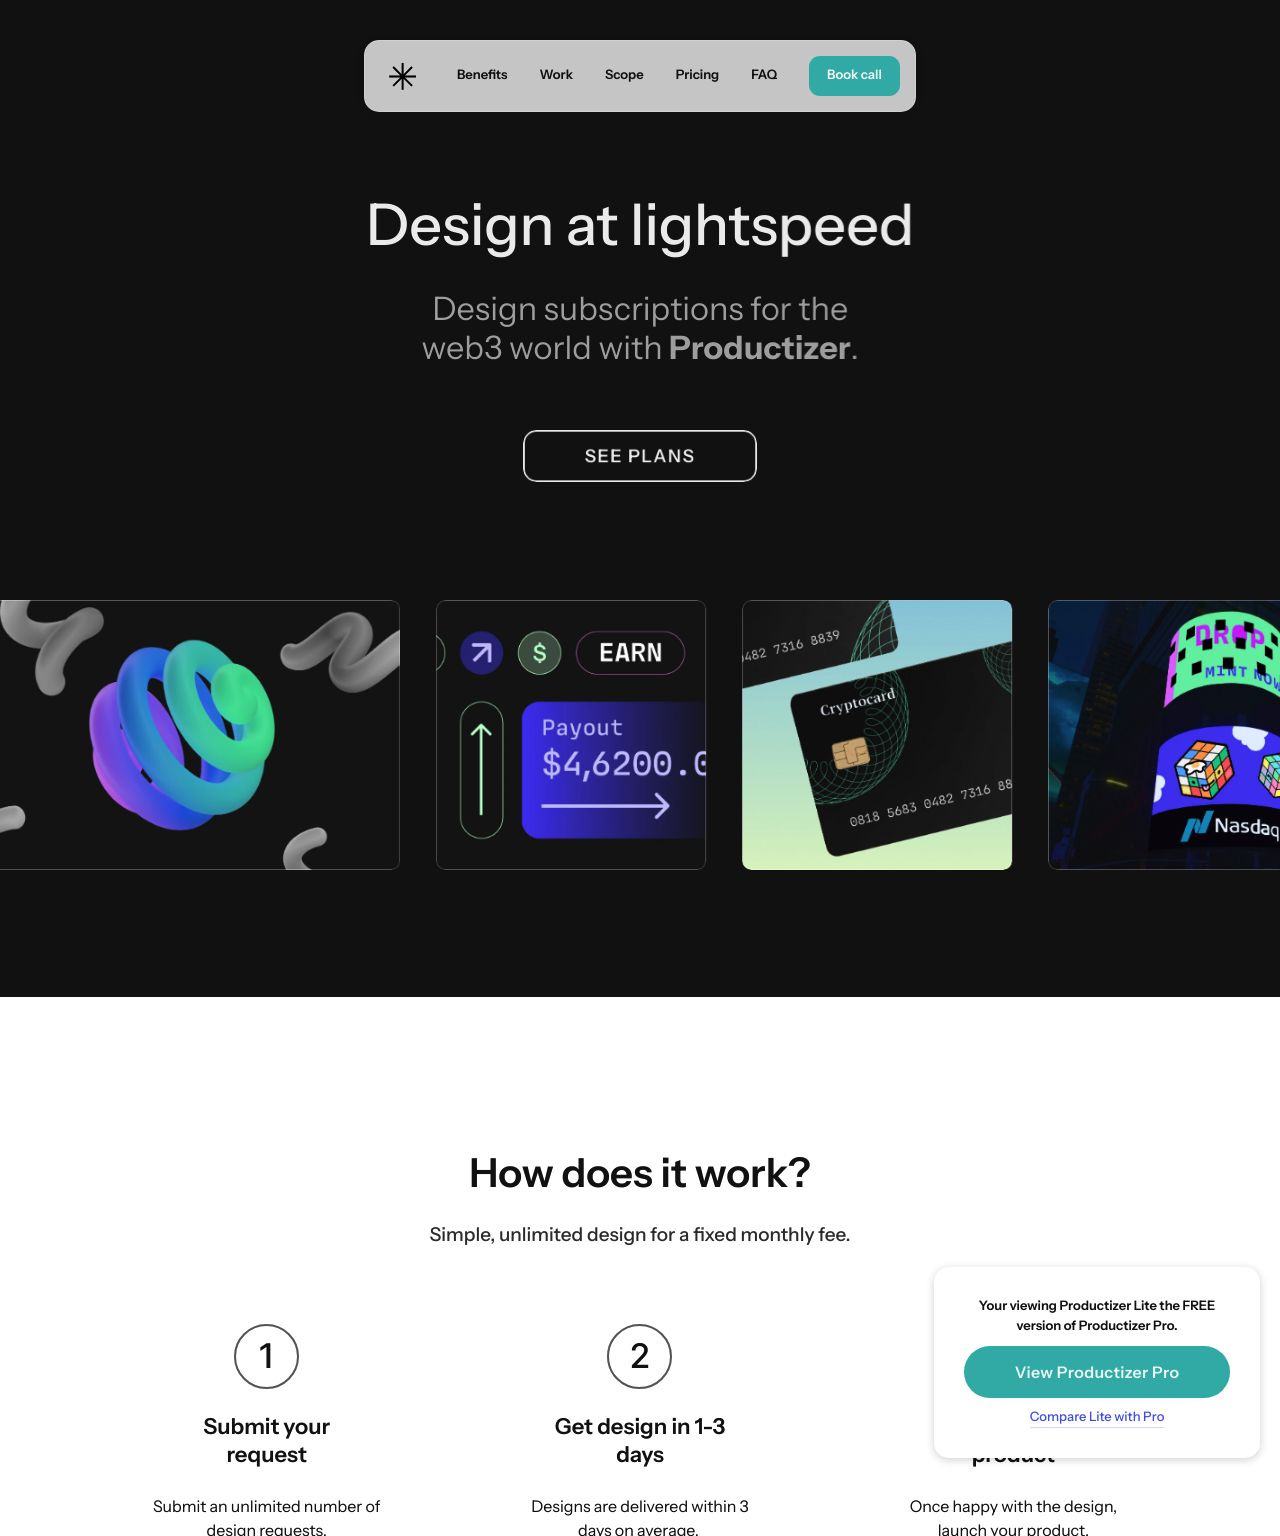 Benefits
Work
Scope
Pricing
FAQ
Book call
Design at lightspeed
Design subscriptions for the
web3 world with Productizer.
SEE PLANS
$
EARN
Payout
$4,6200.0
0482 7316 8839
Cryptocard
0818 5683 0482 7316 88
DROP
MINT NOW
Nasdaq
How does it work?
Simple, unlimited design for a fixed monthly fee.
1
Submit your
request
Submit an unlimited number of
design requests.
2
Get design in 1-3
days
Designs are delivered within 3
days on average.
product
Once happy with the design,
launch your product.
Your viewing Productizer Lite the FREE
version of Productizer Pro.
View Productizer Pro
Compare Lite with Pro